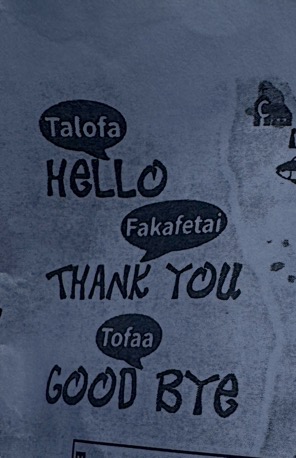 Talofa
HELLO
Fakafetai
THANK YOU
Tofaa
GOOD BYE
C